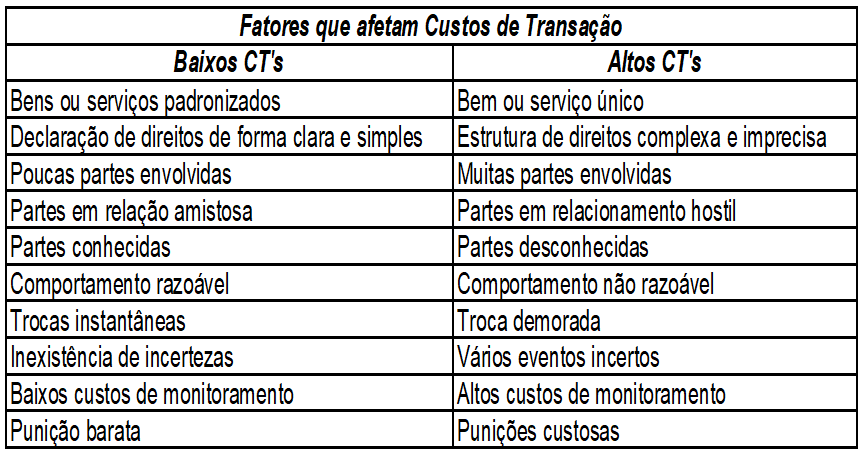 Fatores que afetam Custos de Transação
Baixos CT's Altos CT's
Bens ou serviços padronizados Bem ou serviço único
Declaração de direitos de forma clara e simples Estrutura de direitos complexa e imprecisa
Poucas partes envolvidas Muitas partes envolvidas
Partes em relação amistosa Partes em relacionamento hostil
Partes conhecidas Partes desconhecidas
Comportamento razoável Comportamento não razoável
Trocas instantâneas Troca demorada
Inexistência de incertezas Vários eventos incertos
Baixos custos de monitoramento Altos custos de monitoramento
Punição barata Punições custosas